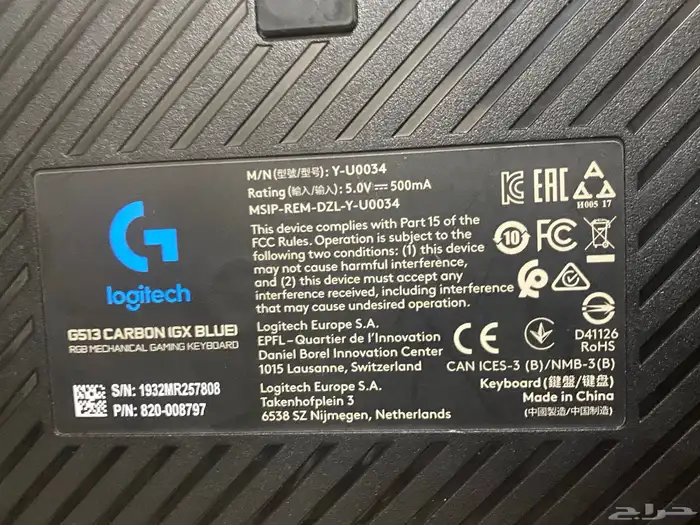 logitech
G513 CARBON (GX BLUE)
RGB MECHANICAL GAMING KEYBOARD
S/N: 1932MR257808
P/N: 820-008797
M/N(型號/型号): Y-U0034
Rating (輸入/输入): 5.0V⎓500mA
MSIP-REM-DZL-Y-U0034
This device complies with Part 15 of the
FCC Rules. Operation is subject to the
following two conditions: (1) this device
may not cause harmful interference,
and (2) this device must accept any
interference received, including interference
that may cause undesired operation.
Logitech Europe S.A.
EPFL-Quartier de l'Innovation
Daniel Borel Innovation Center
1015 Lausanne, Switzerland
Logitech Europe S.A.
Takenhofplein 3
6538 SZ Nijmegen, Netherlands
EAC
H005 17
10
FC
CE
D41126
RoHS
CAN ICES-3 (B)/NMB-3(B)
Keyboard (鍵盤/键盘)
Made in China
(中國製造/中国制造)
حراج